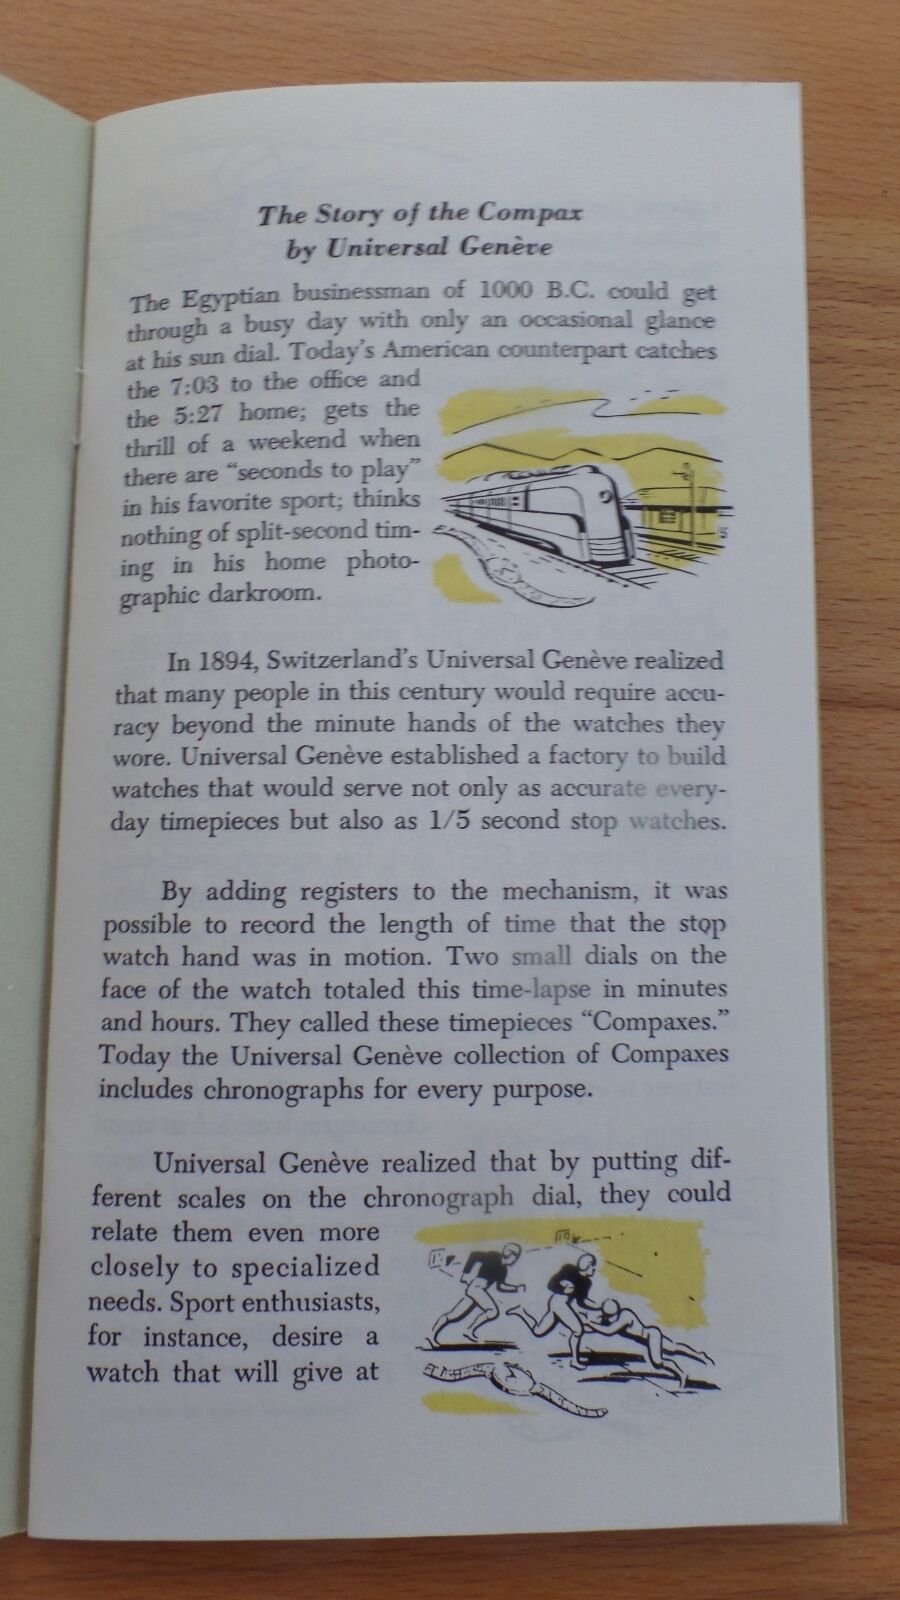 The Story of the Compax
by Universal Genève
The Egyptian businessman of 1000 B.C. could get
through a busy day with only an occasional glance
at his sun dial. Today's American counterpart catches
the 7:03 to the office and
the 5:27 home; gets the
thrill of a weekend when
there are “seconds to play”
in his favorite sport; thinks
nothing of split-second tim-
ing in his home photo-
graphic darkroom.
In 1894, Switzerland's Universal Genève realized
that many people in this century would require accu-
racy beyond the minute hands of the watches they
wore. Universal Genève established a factory to build
watches that would serve not only as accurate every-
day timepieces but also as 1/5 second stop watches.
By adding registers to the mechanism, it was
possible to record the length of time that the stop
watch hand was in motion. Two small dials on the
face of the watch totaled this time-lapse in minutes
and hours. They called these timepieces “Compaxes.”
Today the Universal Genève collection of Compaxes
includes chronographs for every purpose.
Universal Genève realized that by putting dif-
ferent scales on the chronograph dial, they could
relate them even more
closely to specialized
needs. Sport enthusiasts,
for instance, desire a
watch that will give at